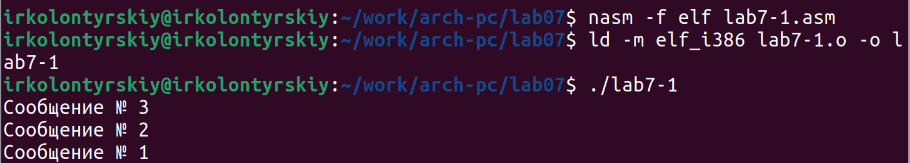 irkolontyrskiy@irkolontyrskiy:~/work/arch-pc/lab07$ nasm -f elf lab7-1.asm
irkolontyrskiy@irkolontyrskiy:~/work/arch-pc/lab07$ ld -m elf_i386 lab7-1.o -o l
ab7-1
irkolontyrskiy@irkolontyrskiy:~/work/arch-pc/lab07$ ./lab7-1
Сообщение № 3
Сообщение № 2
Сообщение № 1